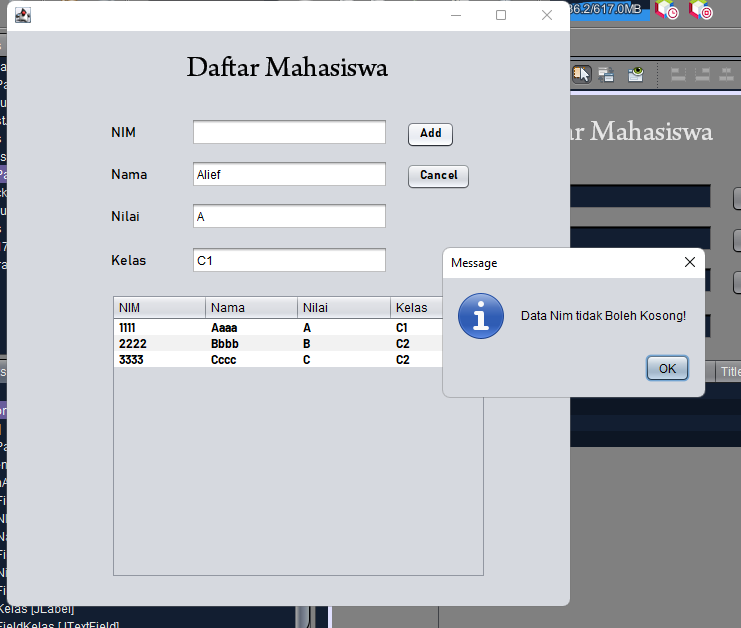 36.2/617.0MB
Daftar Mahasiswa
ar Mahasiswa
NIM
Add
Nama
Alief
Cancel
Nilai
A
Kelas
C1
Message
Data Nim tidak Boleh Kosong!
OK
NIM Nama Nilai Kelas
1111 Aaaa A C1
2222 Bbbb B C2
3333 Cccc C C2
Title
Kelas [JLabel]
FieldKelas [JTextField]